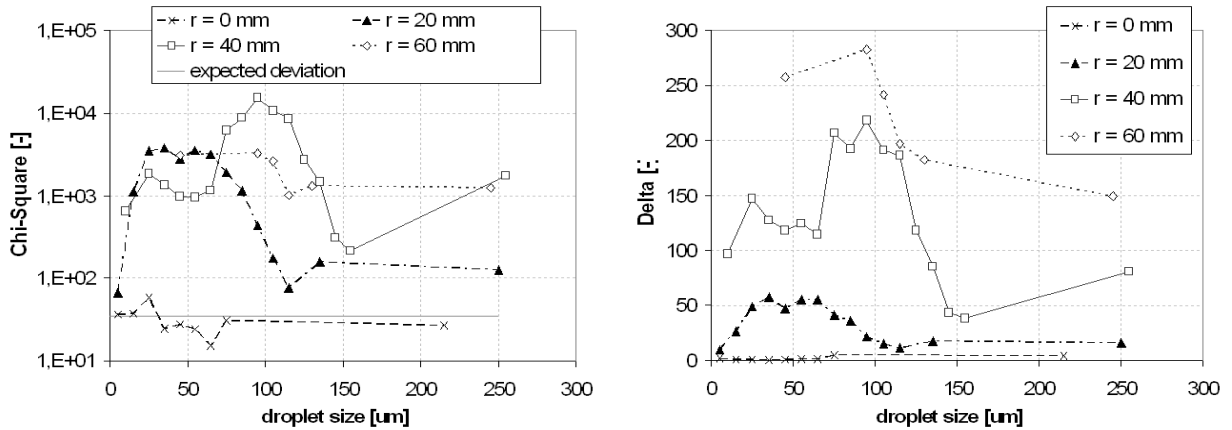 1,E+05
1,E+04
1,E+03
1,E+02
1,E+01
Chi-Square [-]
r = 0 mm
r = 20 mm
r = 40 mm
r = 60 mm
expected deviation
0 50 100 150 200 250 300
droplet size [um]
300
250
200
150
100
50
0
Delta [-]
r = 0 mm
r = 20 mm
r = 40 mm
r = 60 mm
0 50 100 150 200 250 300
droplet size [um]